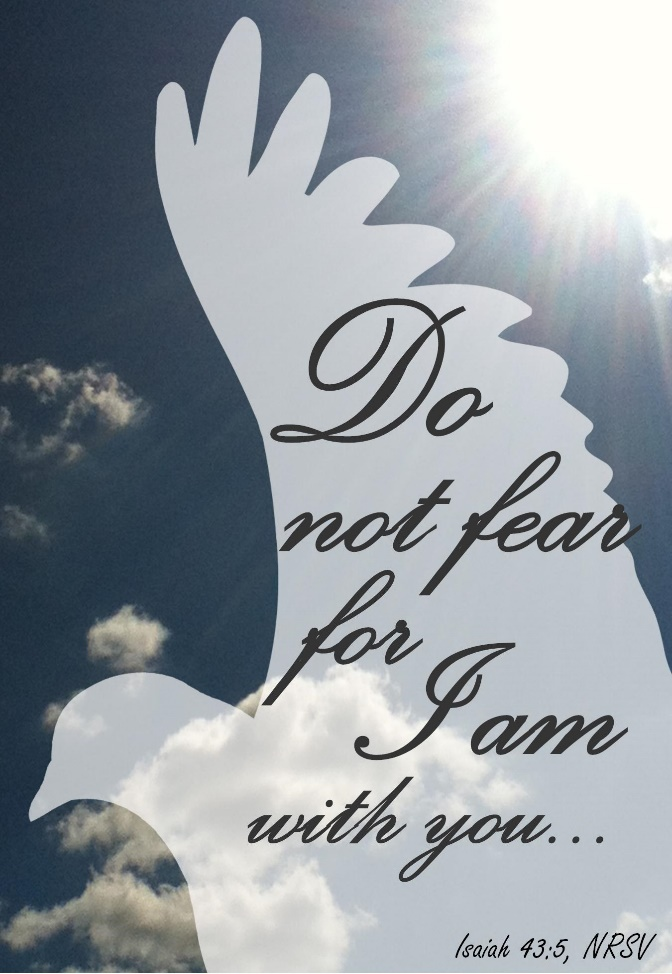 Do
not fear
for
I am
with you...
Isaiah 43:5, NRSV